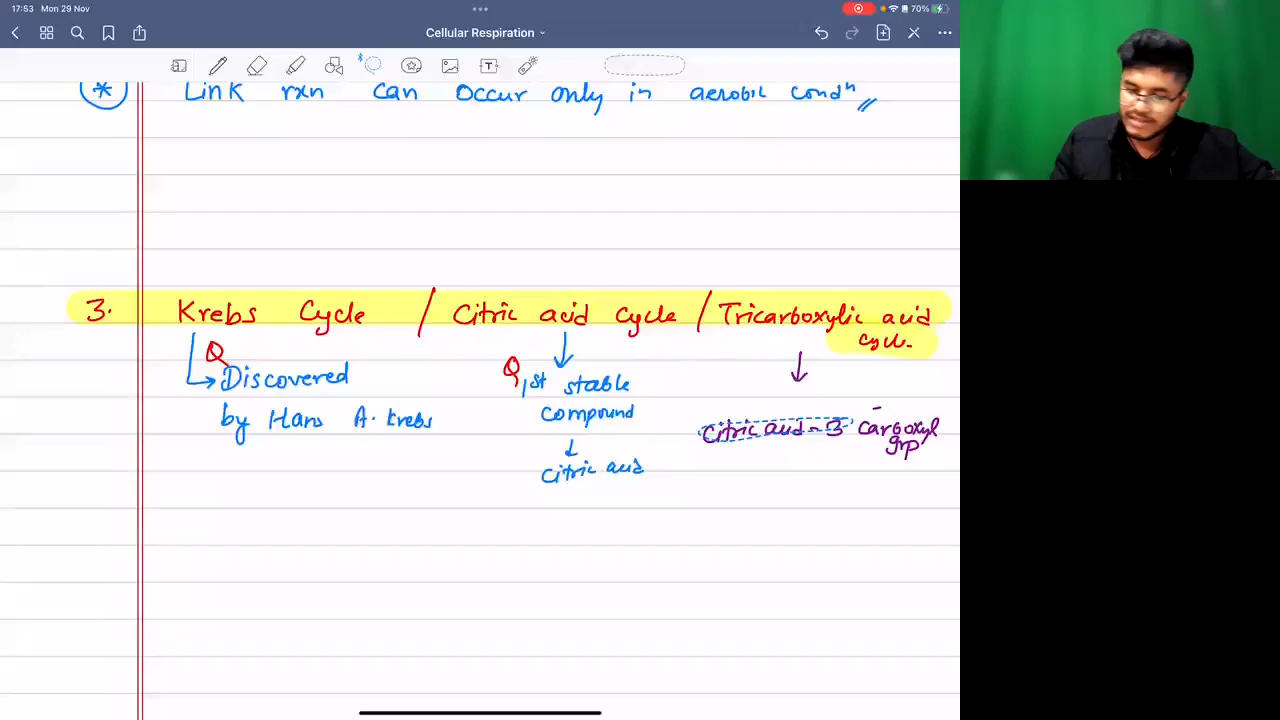 17:53 Mon 29 Nov
70%
Cellular Respiration
T
* Link rxn can occur only in aerobic condn
3. Krebs Cycle / Citric acid cycle / Tricarboxylic acid
cycle.
Q
Discovered
by Hans A. Krebs
Q 1st stable
compound
Citric acid
Citric acid - 3 carboxyl
grp